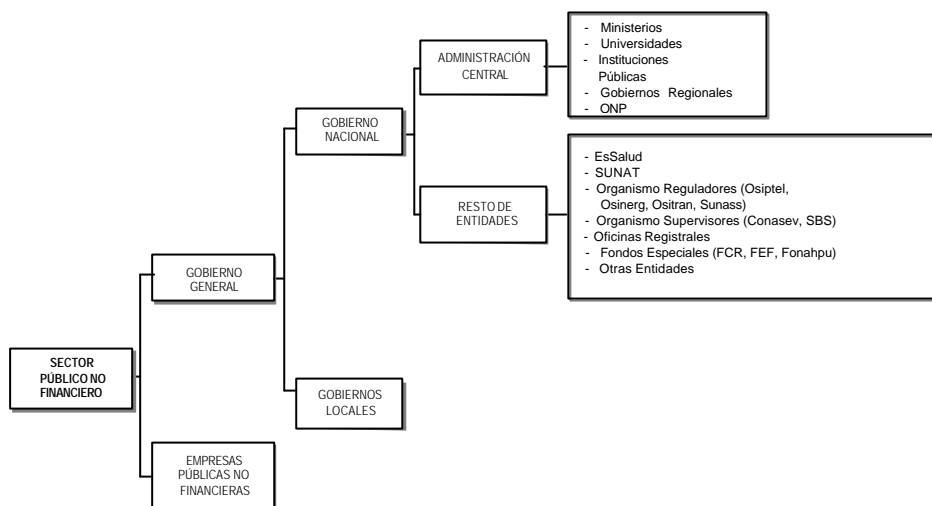 - Ministerios
- Universidades
- Instituciones
Públicas
- Gobiernos Regionales
- ONP
ADMINISTRACIÓN
CENTRAL
GOBIERNO
NACIONAL
- EsSalud
- SUNAT
- Organismo Reguladores (Osiptel,
Osinerg, Ositran, Sunass)
- Organismo Supervisores (Conasev, SBS)
- Oficinas Registrales
- Fondos Especiales (FCR, FEF, Fonahpu)
- Otras Entidades
RESTO DE
ENTIDADES
GOBIERNO
GENERAL
SECTOR
PÚBLICO NO
FINANCIERO
GOBIERNOS
LOCALES
EMPRESAS
PÚBLICAS NO
FINANCIERAS